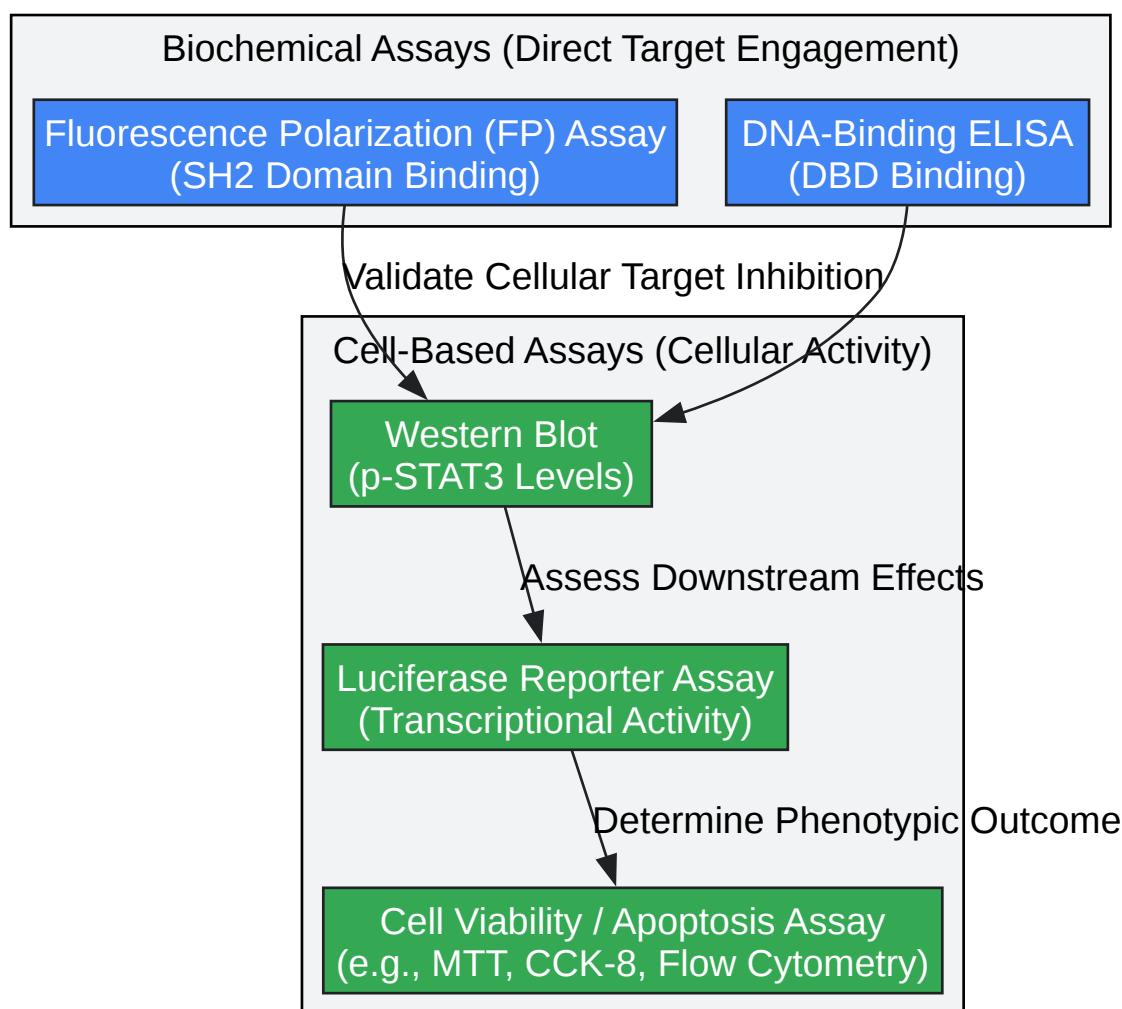 Biochemical Assays (Direct Target Engagement)
Fluorescence Polarization (FP) Assay
(SH2 Domain Binding)
DNA-Binding ELISA
(DBD Binding)
Validate Cellular Target Inhibition
Cell-Based Assays (Cellular Activity)
Western Blot
(p-STAT3 Levels)
Assess Downstream Effects
Luciferase Reporter Assay
(Transcriptional Activity)
Determine Phenotypic Outcome
Cell Viability / Apoptosis Assay
(e.g., MTT, CCK-8, Flow Cytometry)